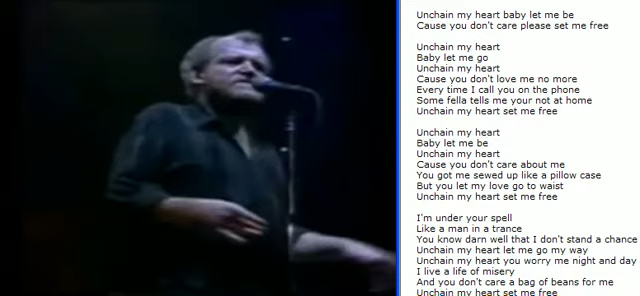 Unchain my heart baby let me be
Cause you don't care please set me free
Unchain my heart
Baby let me go
Unchain my heart
Cause you don't love me no more
Every time I call you on the phone
Some fella tells me your not at home
Unchain my heart set me free
Unchain my heart
Baby let me be
Unchain my heart
Cause you don't care about me
You got me sewed up like a pillow case
But you let my love go to waist
Unchain my heart set me free
I'm under your spell
Like a man in a trance
You know darn well that I don't stand a chance
Unchain my heart let me go my way
Unchain my heart you worry me night and day
I live a life of misery
And you don't care a bag of beans for me
Unchain my heart set me free